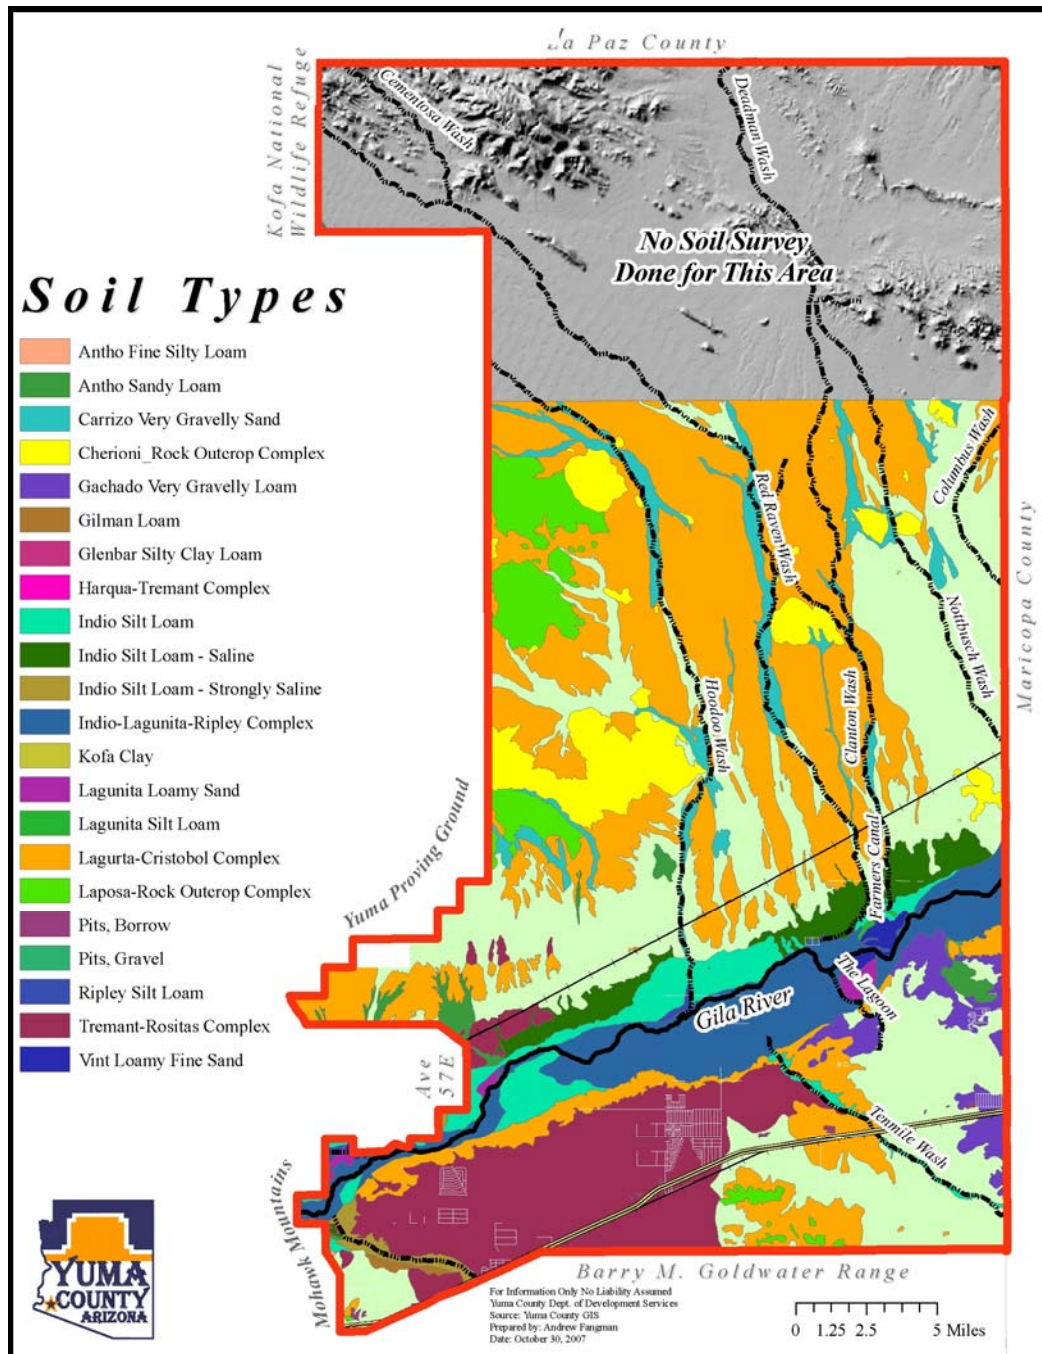 La Paz County
Kofa National
Wildlife Refuge
Cementosa Wash
Deadman Wash
No Soil Survey
Done for This Area
Soil Types
Antho Fine Silty Loam
Antho Sandy Loam
Carrizo Very Gravelly Sand
Cherioni_Rock Outcrop Complex
Gachado Very Gravelly Loam
Gilman Loam
Glenbar Silty Clay Loam
Harqua-Tremant Complex
Indio Silt Loam
Indio Silt Loam - Saline
Indio Silt Loam - Strongly Saline
Indio-Lagunita-Ripley Complex
Kofa Clay
Lagunita Loamy Sand
Lagunita Silt Loam
Lagurta-Cristobol Complex
Laposa-Rock Outcrop Complex
Pits, Borrow
Pits, Gravel
Ripley Silt Loam
Tremant-Rositas Complex
Vint Loamy Fine Sand
Columbus Wash
Red Raven Wash
Maricopa County
Nottbusch Wash
Hoodoo Wash
Clanton Wash
Yuma Proving Ground
Farmers Canal
The Lagoon
Gila River
Ave
57E
Tenmile Wash
Mohawk Mountains
Barry M. Goldwater Range
YUMA
COUNTY
ARIZONA
For Information Only No Liability Assumed
Yuma County Dept. of Development Services
Source: Yuma County GIS
Prepared by: Andrew Fangman
Date: October 30, 2007
0 1.25 2.5 5 Miles